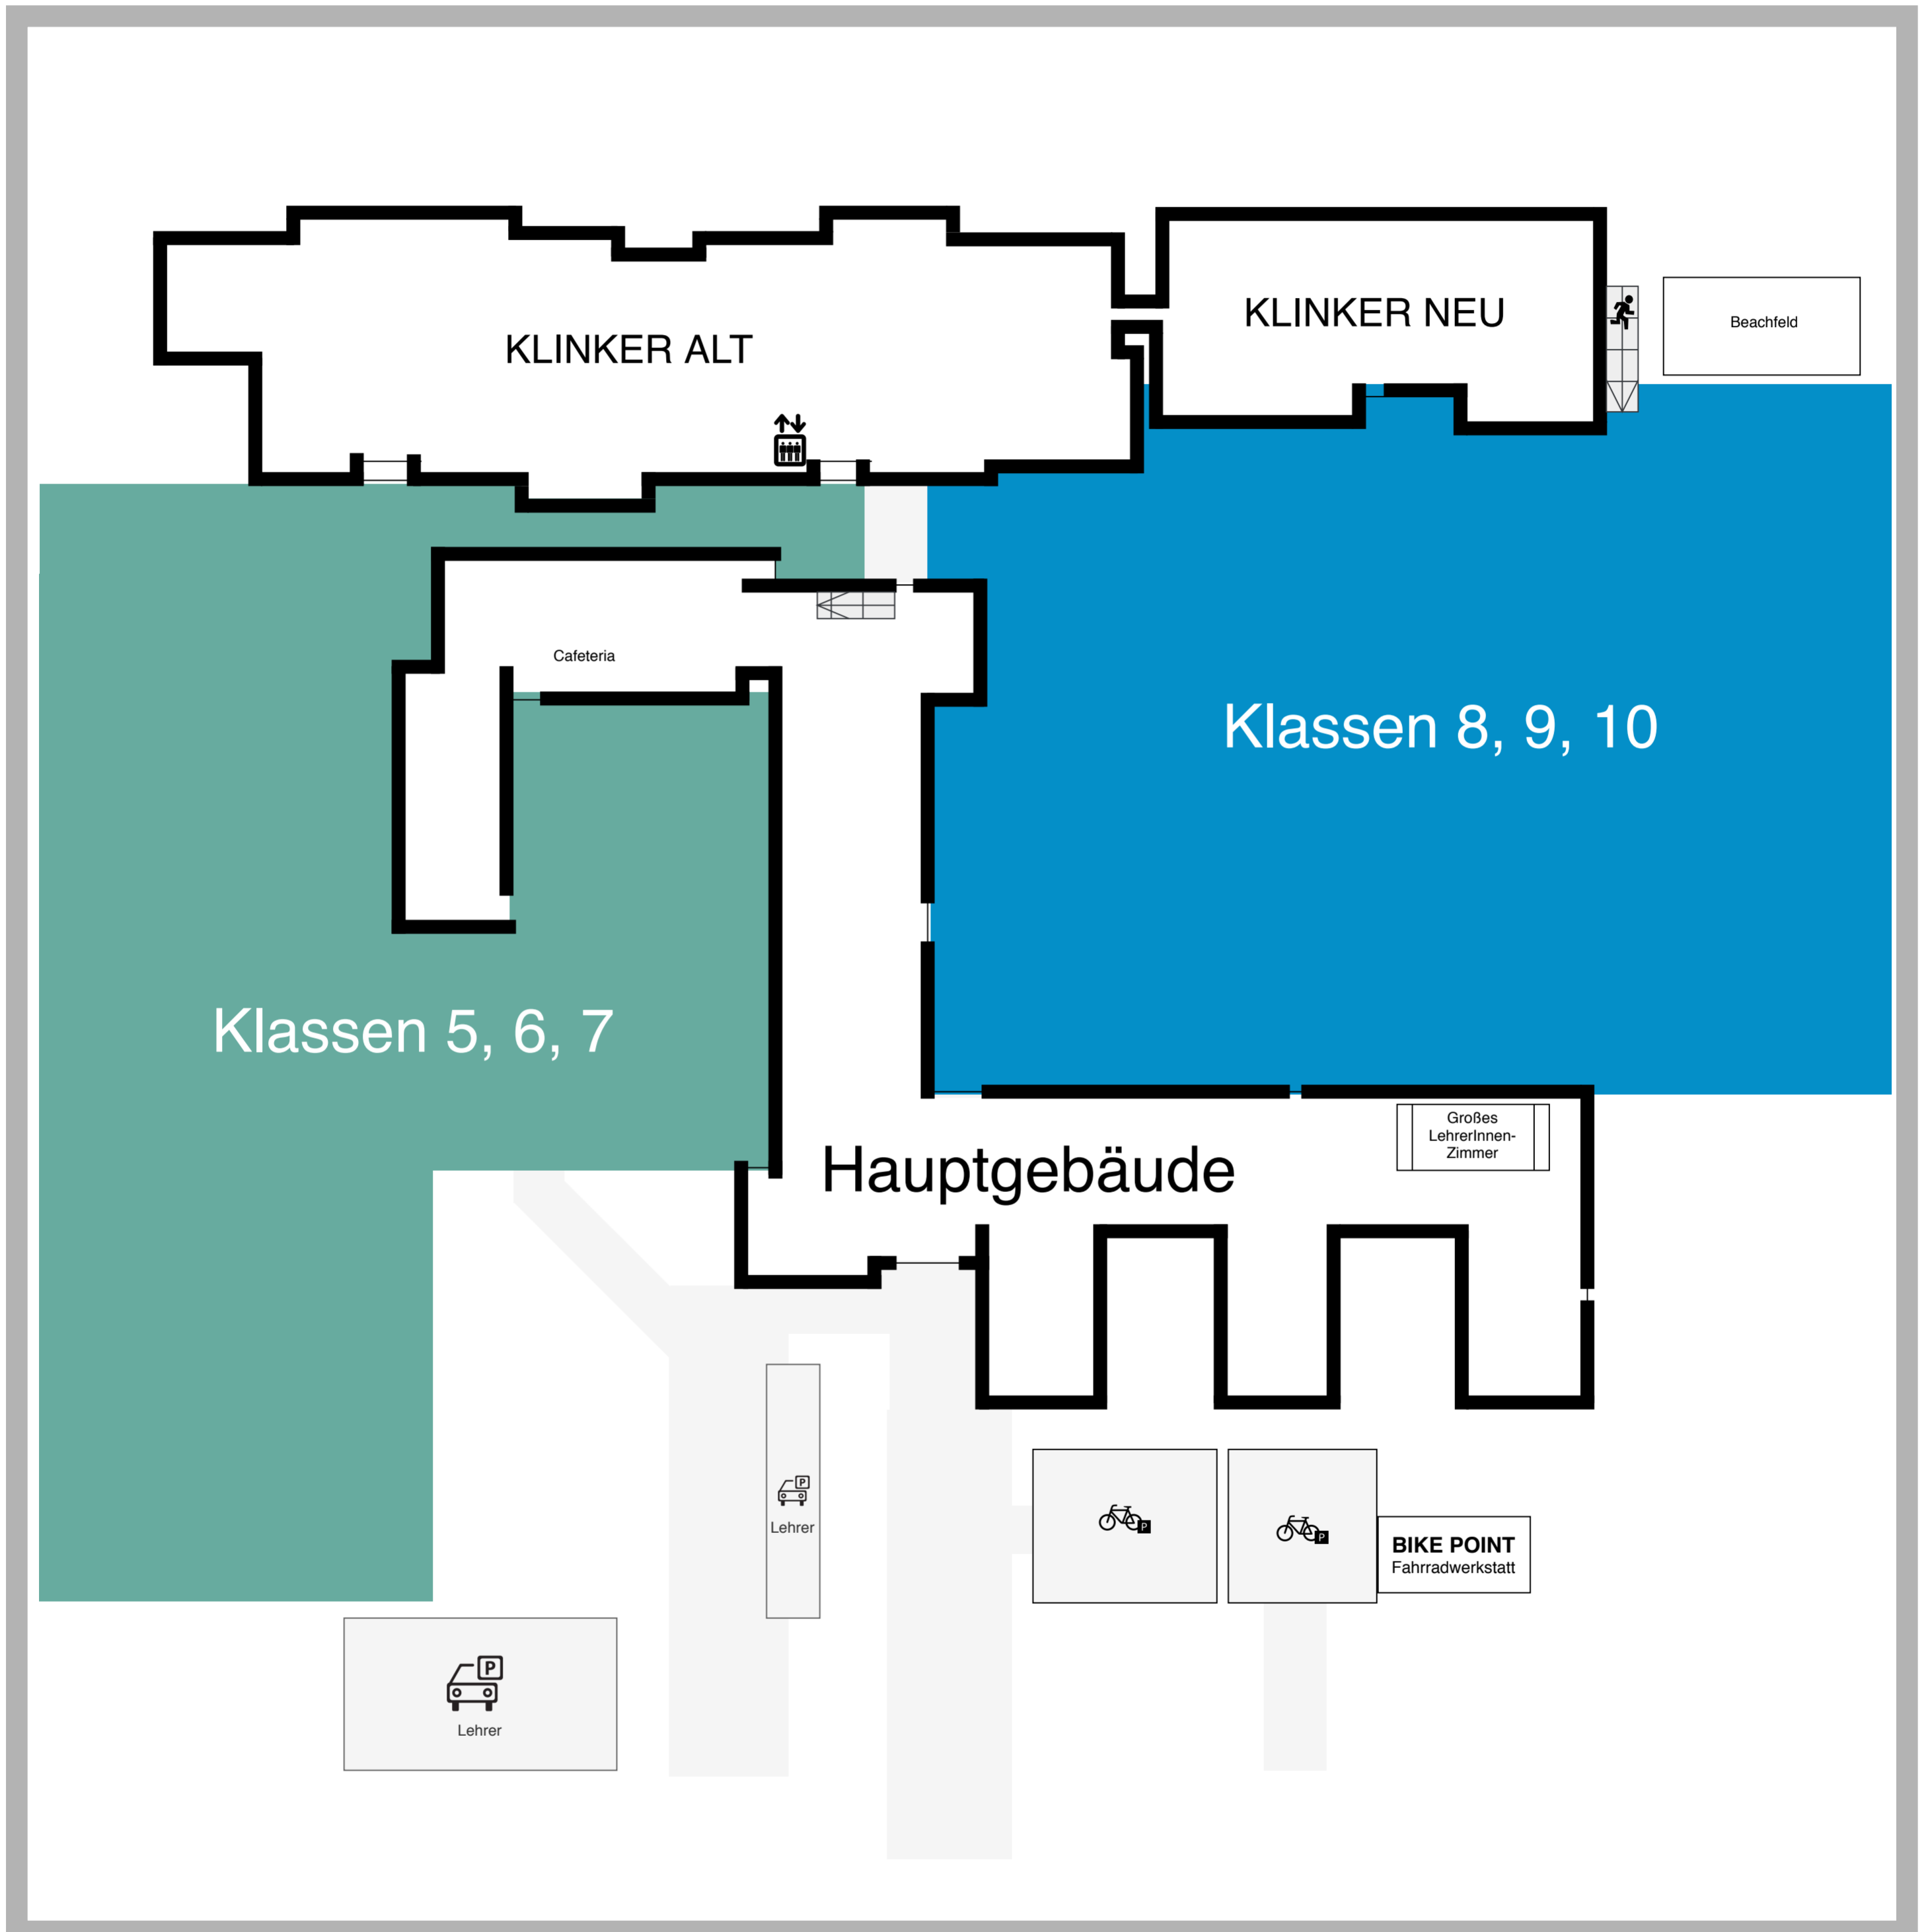 KLINKER ALT
KLINKER NEU
Beachfeld
Cafeteria
Klassen 8, 9, 10
Klassen 5, 6, 7
Großes
LehrerInnen-
Zimmer
Hauptgebäude
P
Lehrer
P
P
BIKE POINT
Fahrradwerkstatt
P
Lehrer